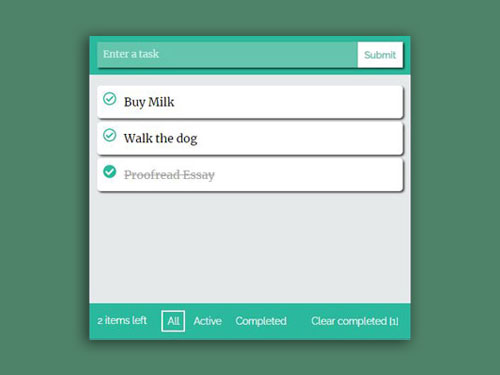 Enter a task Submit
Buy Milk
Walk the dog
Proofread Essay
2 items left All Active Completed Clear completed [1]